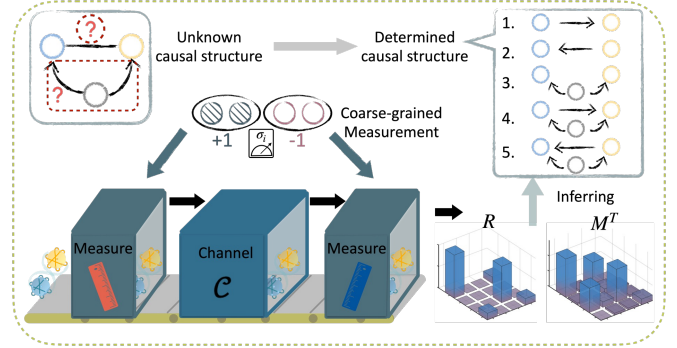 ?
?
Unknown
causal structure
Determined
causal structure
1.
2.
3.
4.
5.
Coarse-grained
Measurement
+1
σᵢ
-1
Measure
Channel
𝒞
Measure
Inferring
R
Mᵀ